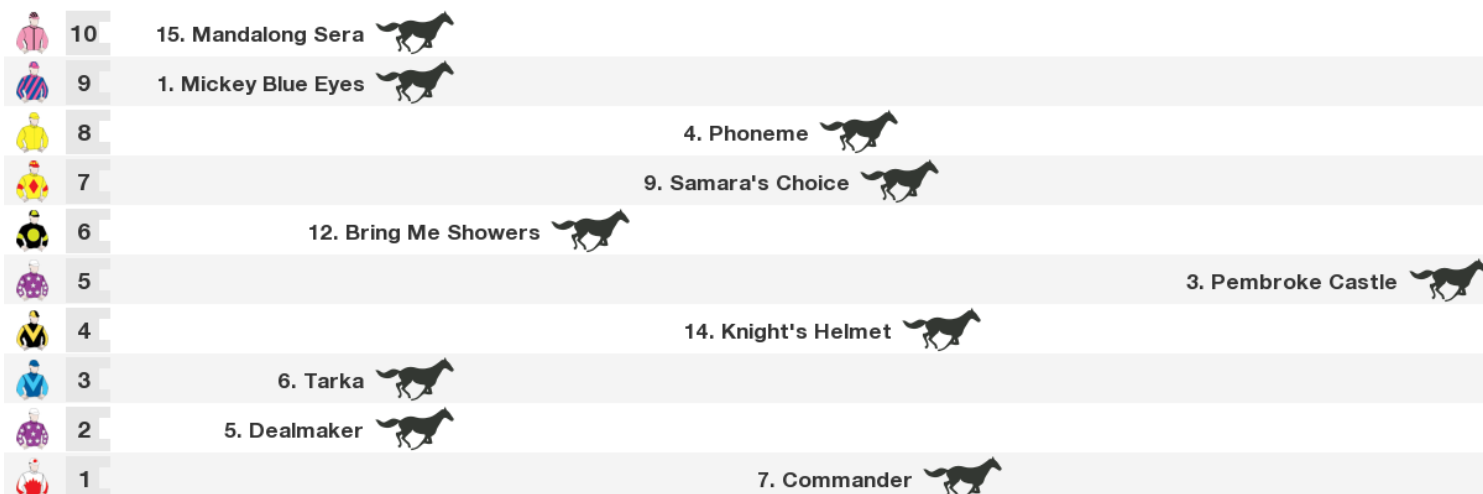 10 15. Mandalong Sera
9 1. Mickey Blue Eyes
8 4. Phoneme
7 9. Samara's Choice
6 12. Bring Me Showers
5 3. Pembroke Castle
4 14. Knight's Helmet
3 6. Tarka
2 5. Dealmaker
1 7. Commander